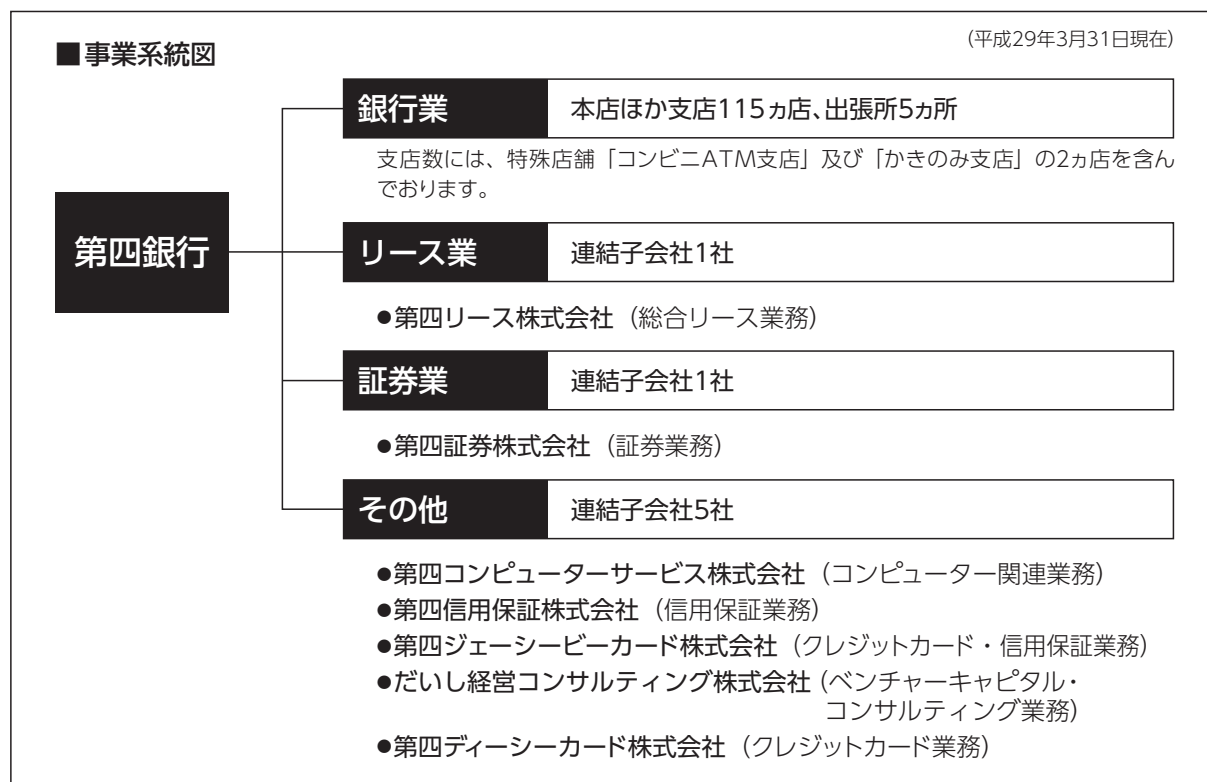 (平成29年3月31日現在)
■事業系統図
銀行業 本店ほか支店115ヵ店、出張所5ヵ所
支店数には、特殊店舗「コンビニATM支店」及び「かきのみ支店」の2ヵ店を含ん
でおります。
第四銀行
リース業 連結子会社1社
●第四リース株式会社(総合リース業務)
証券業 連結子会社1社
●第四証券株式会社(証券業務)
その他 連結子会社5社
●第四コンピューターサービス株式会社(コンピューター関連業務)
●第四信用保証株式会社(信用保証業務)
●第四ジェーシービーカード株式会社(クレジットカード・信用保証業務)
●だいし経営コンサルティング株式会社(ベンチャーキャピタル・
コンサルティング業務)
●第四ディーシーカード株式会社(クレジットカード業務)